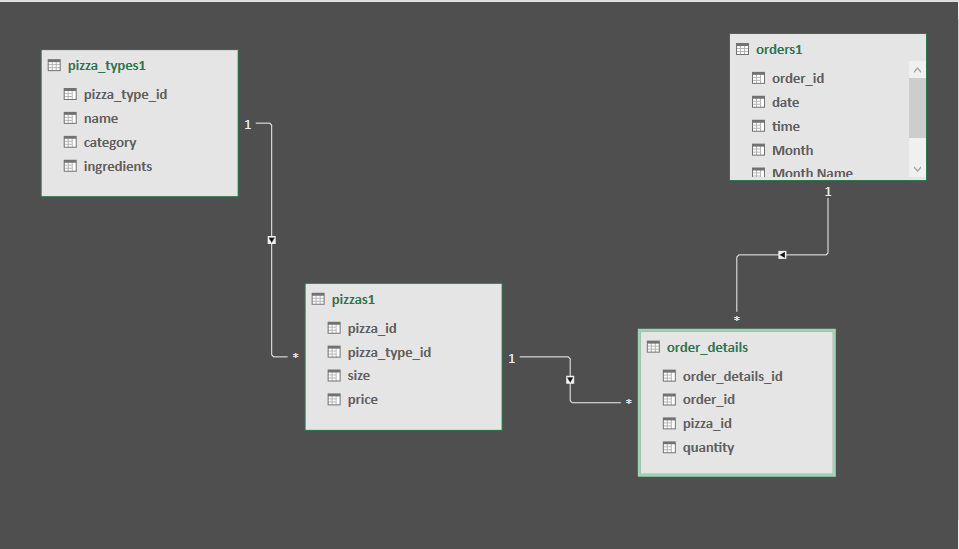 pizza_types1
pizza_type_id
name
category
ingredients
1
*
orders1
order_id
date
time
Month
Month Name
1
*
pizzas1
pizza_id
pizza_type_id
size
price
1
*
order_details
order_details_id
order_id
pizza_id
quantity